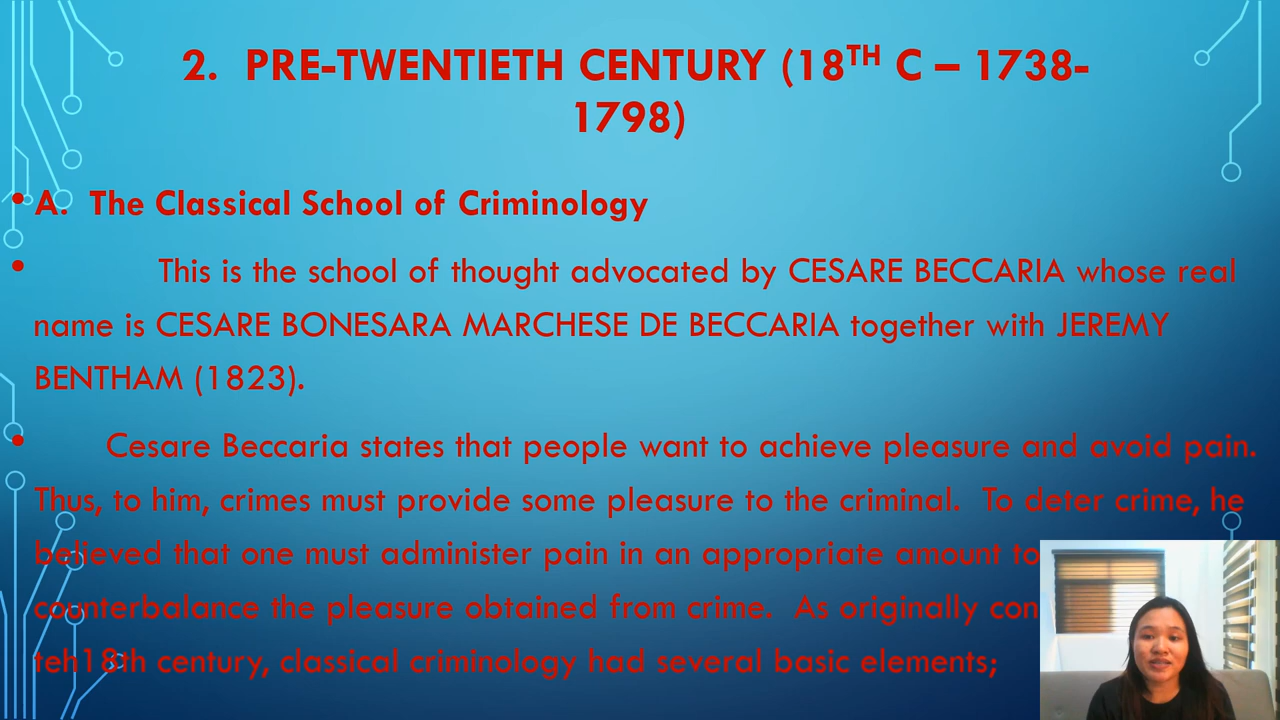 2. PRE-TWENTIETH CENTURY (18TH C – 1738-
1798)
• A. The Classical School of Criminology
• This is the school of thought advocated by CESARE BECCARIA whose real
name is CESARE BONESARA MARCHESE DE BECCARIA together with JEREMY
BENTHAM (1823).
• Cesare Beccaria states that people want to achieve pleasure and avoid pain.
Thus, to him, crimes must provide some pleasure to the criminal. To deter crime, he
believed that one must administer pain in an appropriate amount to
counterbalance the pleasure obtained from crime. As originally con
teh18th century, classical criminology had several basic elements;